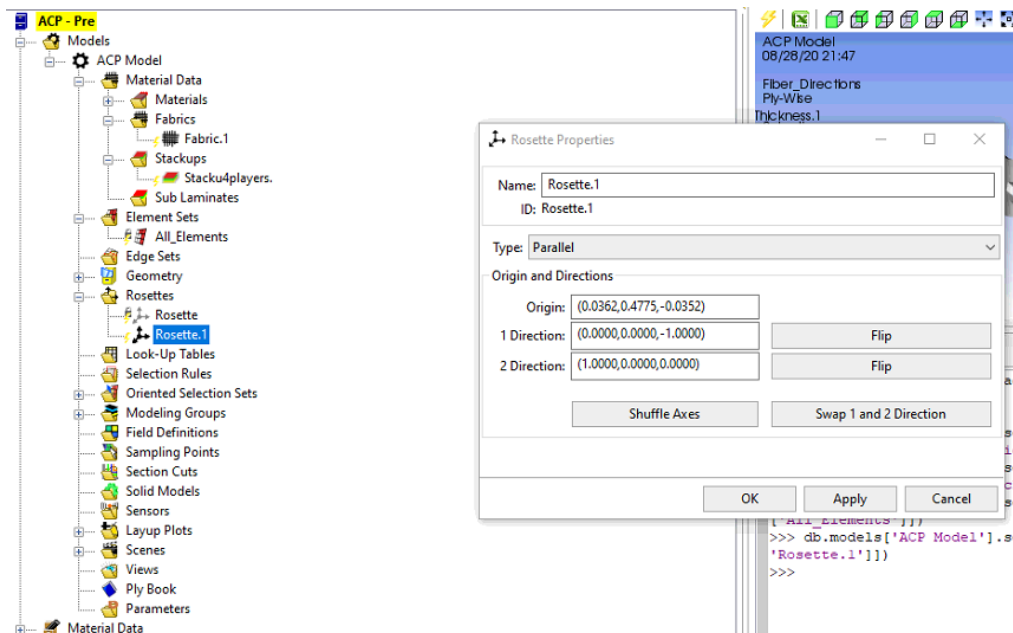 ACP - Pre
Models
ACP Model
Material Data
Materials
Fabrics
Fabric.1
Stackups
Stacku4players.
Sub Laminates
Element Sets
All_Elements
Edge Sets
Geometry
Rosettes
Rosette
Rosette.1
Look-Up Tables
Selection Rules
Oriented Selection Sets
Modeling Groups
Field Definitions
Sampling Points
Section Cuts
Solid Models
Sensors
Layup Plots
Scenes
Views
Ply Book
Parameters
Material Data
ACP Model
08/28/20 21:47
Fiber_Directions
Ply-Wise
Thickness.1
Rosette Properties
Name: Rosette.1
ID: Rosette.1
Type: Parallel
Origin and Directions
Origin: (0.0362,0.4775,-0.0352)
1 Direction: (0.0000,0.0000,-1.0000) Flip
2 Direction: (1.0000,0.0000,0.0000) Flip
Shuffle Axes Swap 1 and 2 Direction
OK Apply Cancel
['All_Elements']])
>>> db.models['ACP Model'].s
'Rosette.1']])
>>>